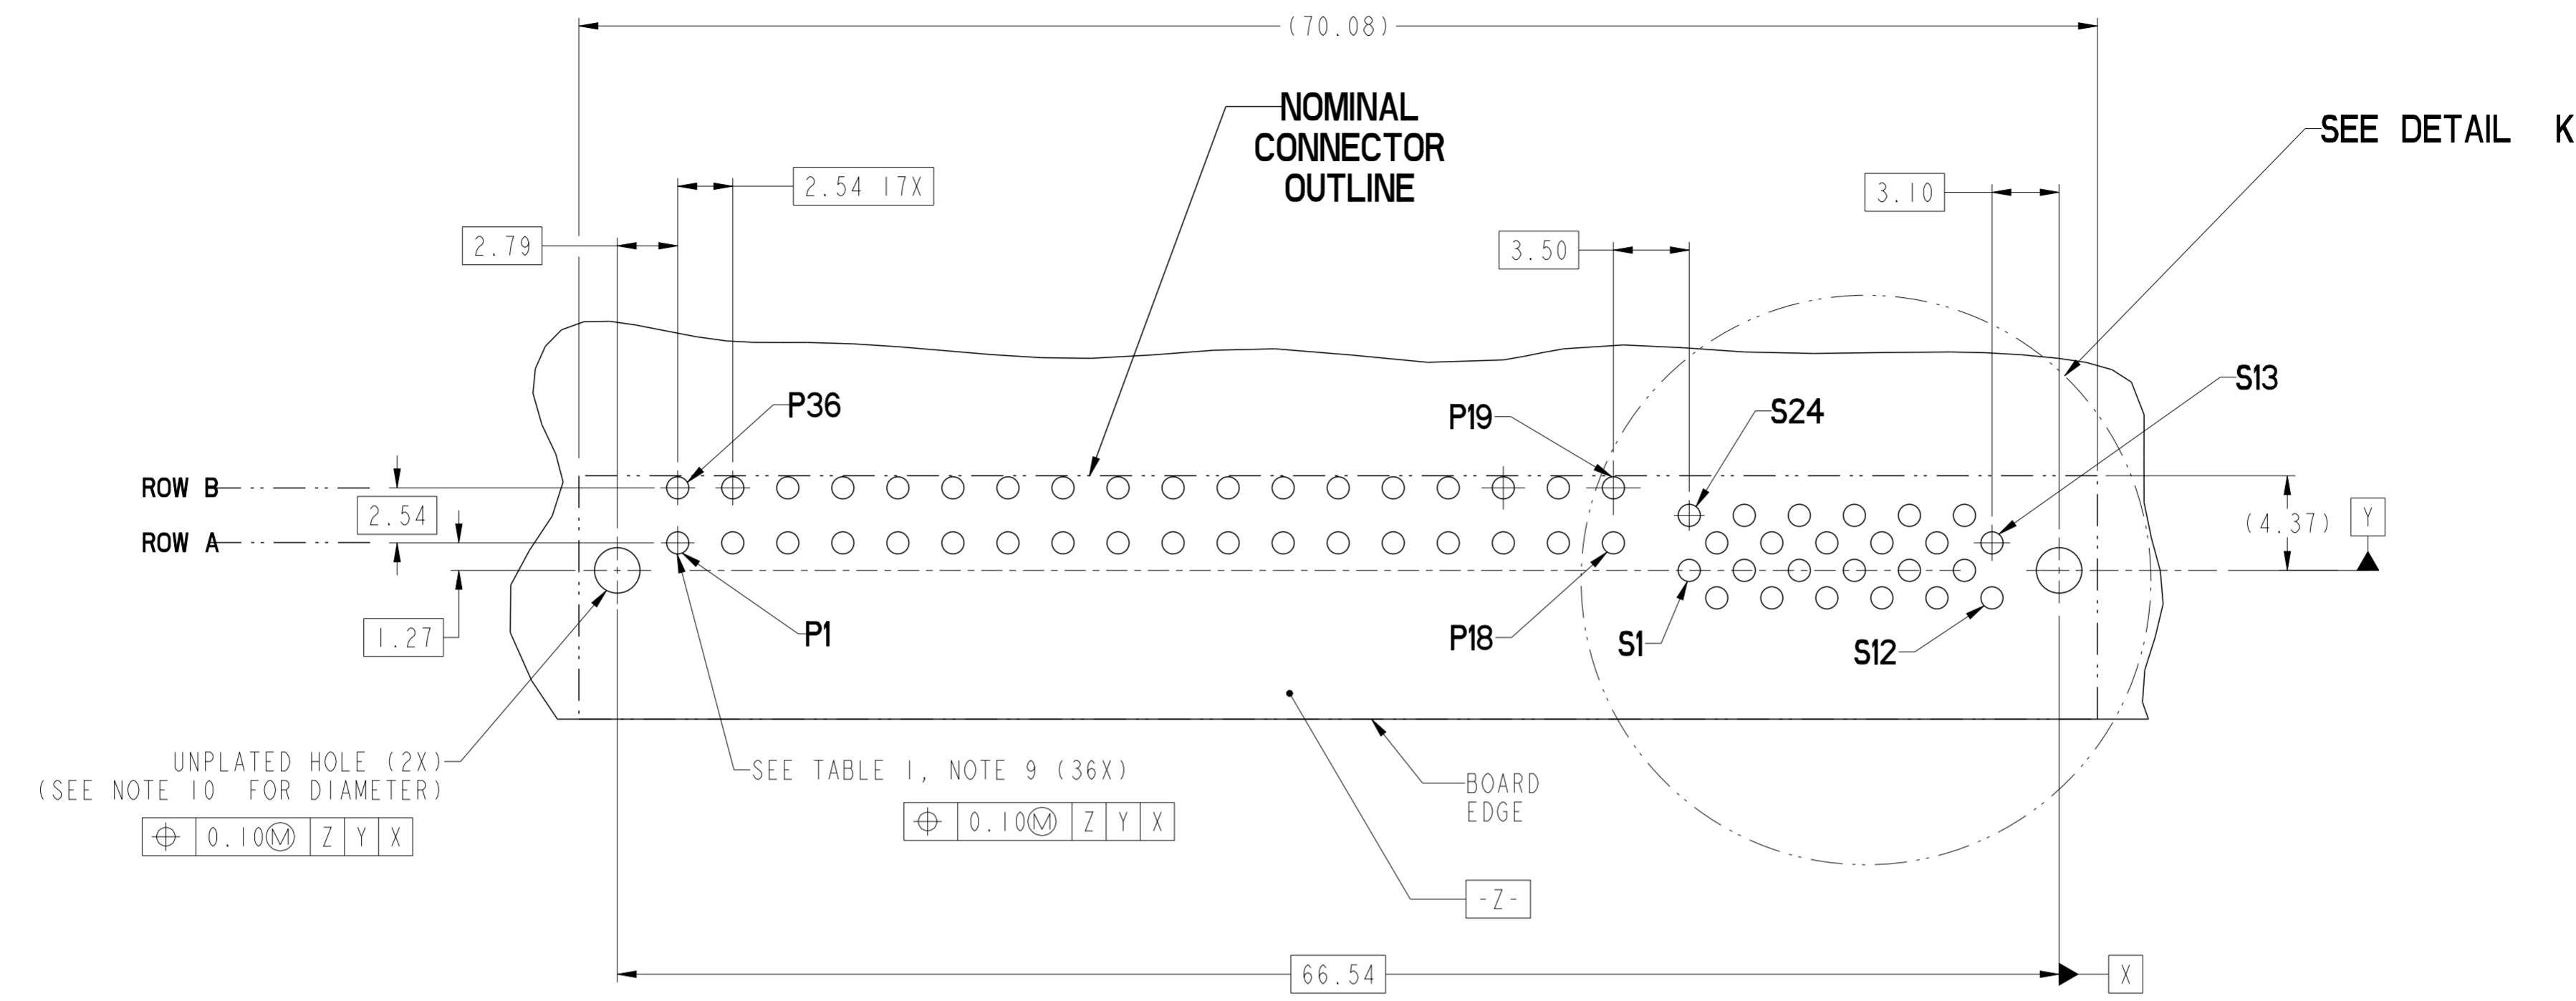 (70.08)
NOMINAL
CONNECTOR
OUTLINE
SEE DETAIL K
2.54 17X
3.10
2.79
3.50
P36
P19
S24
S13
ROW B
2.54
ROW A
(4.37)
Y
1.27
P1
P18
S1
S12
UNPLATED HOLE (2X)
(SEE NOTE 10 FOR DIAMETER)
⌖ 0.10Ⓜ Z Y X
SEE TABLE 1, NOTE 9 (36X)
⌖ 0.10Ⓜ Z Y X
BOARD
EDGE
-Z-
66.54
X